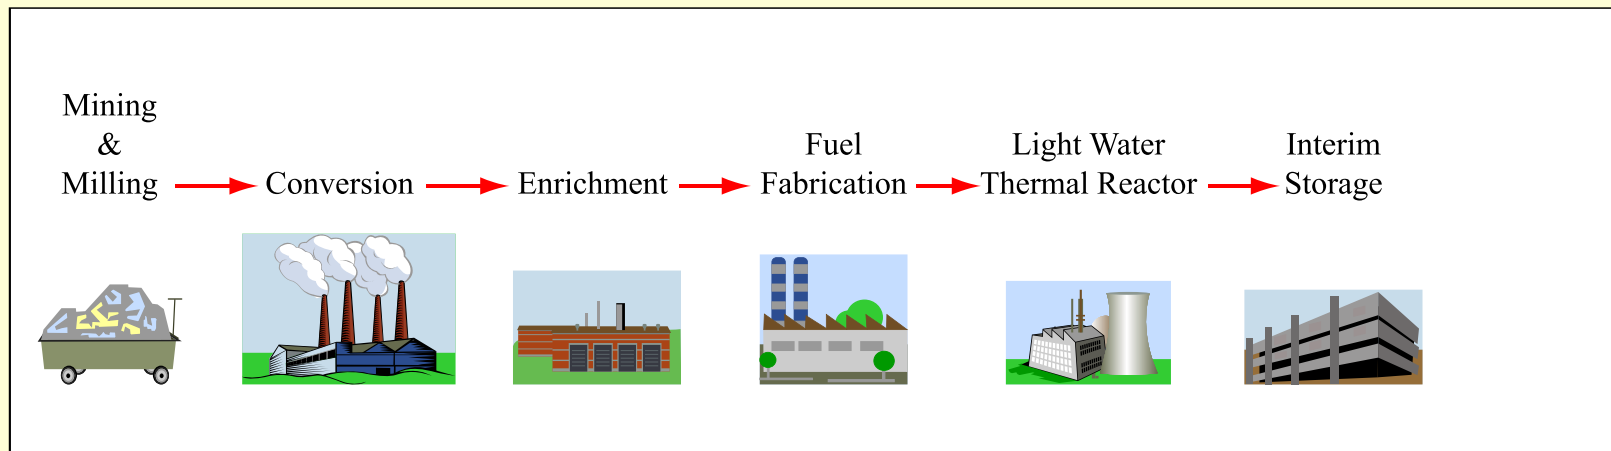 Mining
&
Milling
Conversion
Enrichment
Fuel
Fabrication
Light Water
Thermal Reactor
Interim
Storage